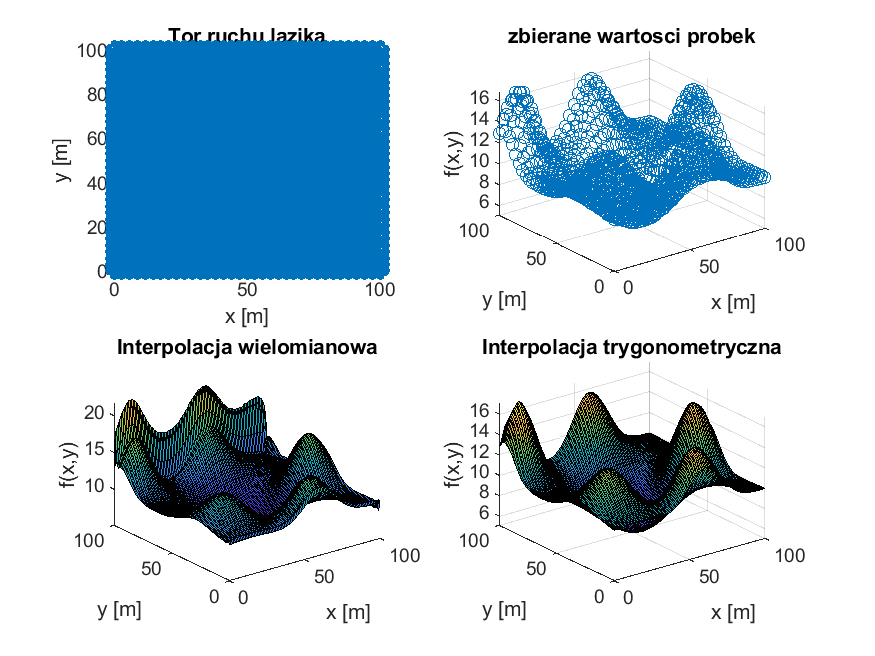 Tor ruchu lazika
100
80
60
40
20
0
y [m]
0 50 100
x [m]
zbierane wartosci probek
16
14
12
10
8
6
f(x,y)
100
50
0
y [m]
0
50
100
x [m]
Interpolacja wielomianowa
20
15
10
f(x,y)
100
50
0
y [m]
0
50
100
x [m]
Interpolacja trygonometryczna
16
14
12
10
8
6
f(x,y)
100
50
0
y [m]
0
50
100
x [m]